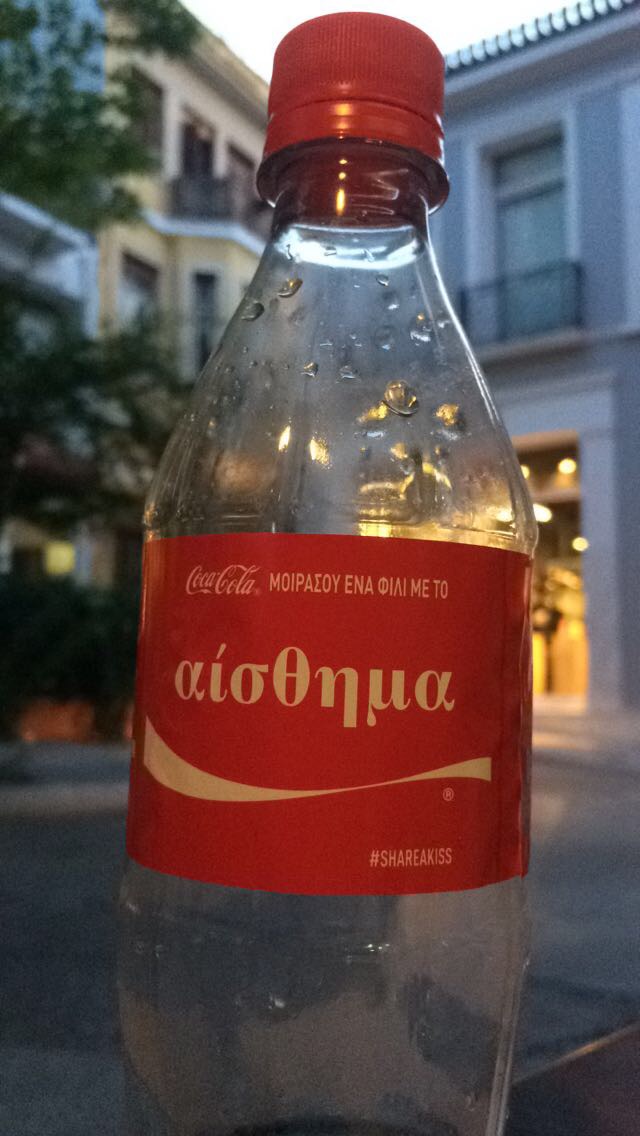 Coca-Cola® ΜΟΙΡΑΣΟΥ ΕΝΑ ΦΙΛΙ ΜΕ ΤΟ
αίσθημα
®
#SHAREAKISS